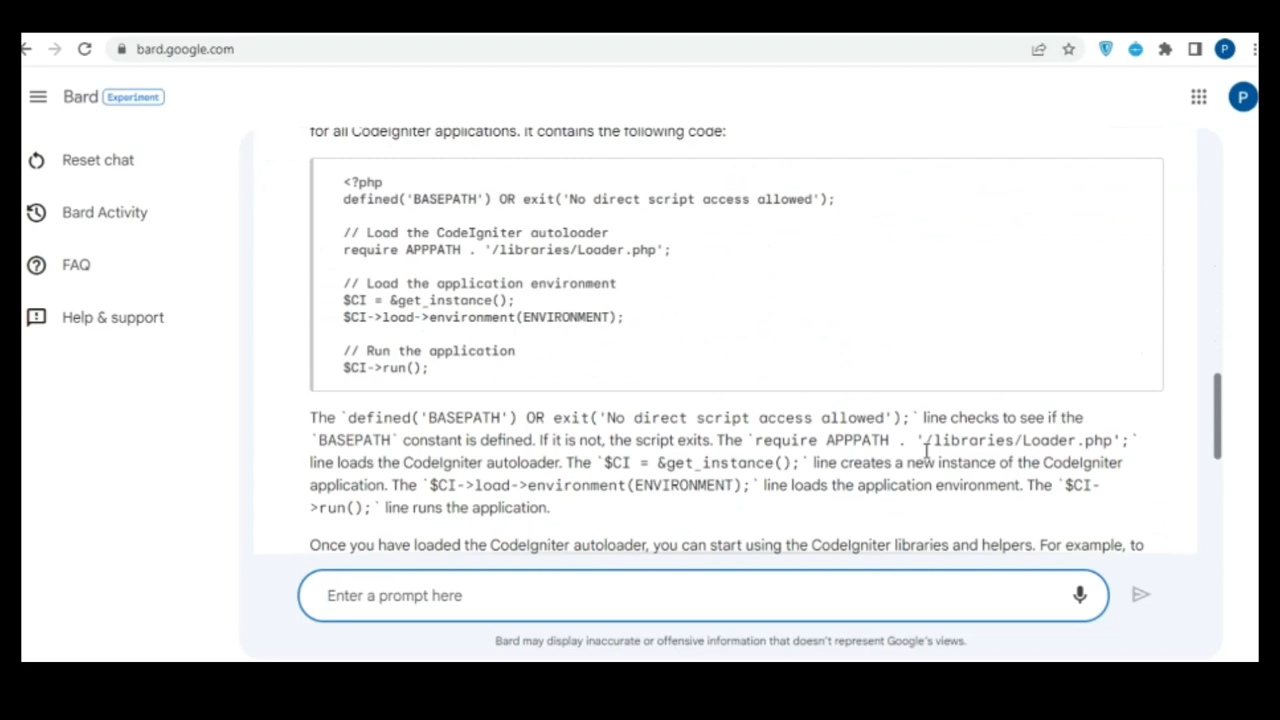 bard.google.com
P
Bard Experiment
P
Reset chat
Bard Activity
FAQ
Help & support
for all CodeIgniter applications. It contains the following code:
<?php
defined('BASEPATH') OR exit('No direct script access allowed');
// Load the CodeIgniter autoloader
require APPPATH . '/libraries/Loader.php';
// Load the application environment
$CI = &get_instance();
$CI->load->environment(ENVIRONMENT);
// Run the application
$CI->run();
The `defined('BASEPATH') OR exit('No direct script access allowed');` line checks to see if the
`BASEPATH` constant is defined. If it is not, the script exits. The `require APPPATH . '/libraries/Loader.php';`
line loads the CodeIgniter autoloader. The `$CI = &get_instance();` line creates a new instance of the CodeIgniter
application. The `$CI->load->environment(ENVIRONMENT);` line loads the application environment. The `$CI-
>run();` line runs the application.
Once you have loaded the CodeIgniter autoloader, you can start using the CodeIgniter libraries and helpers. For example, to
Enter a prompt here
Bard may display inaccurate or offensive information that doesn't represent Google's views.